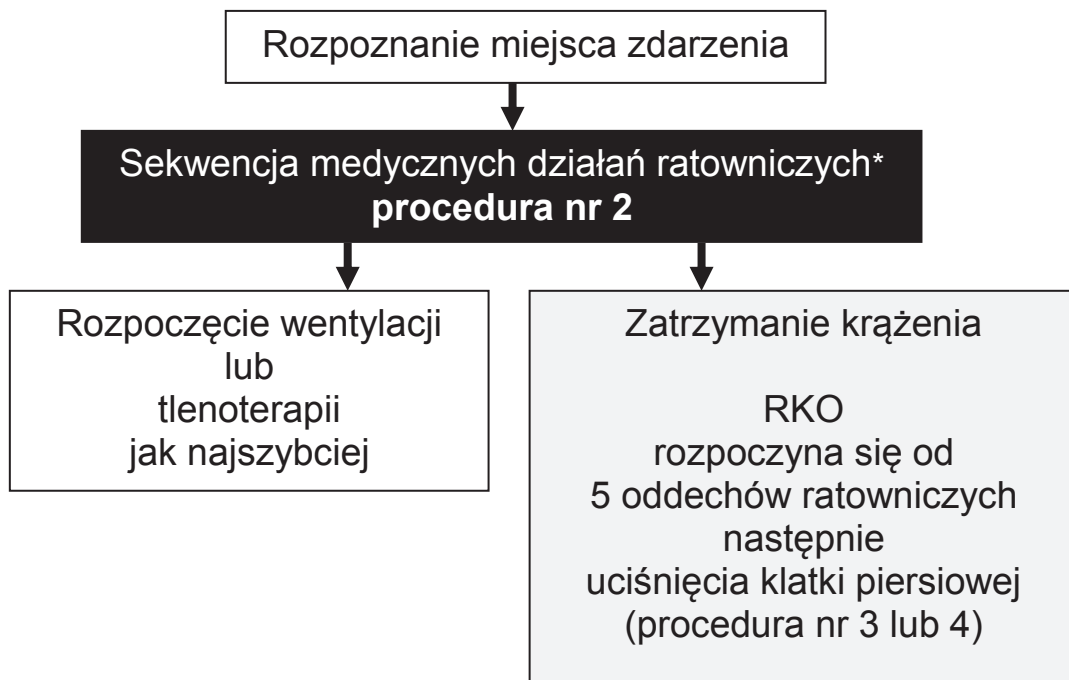 Rozpoznanie miejsca zdarzenia
Sekwencja medycznych działań ratowniczych*
procedura nr 2
Rozpoczęcie wentylacji
lub
tlenoterapii
jak najszybciej
Zatrzymanie krążenia
RKO
rozpoczyna się od
5 oddechów ratowniczych
następnie
uciśnięcia klatki piersiowej
(procedura nr 3 lub 4)